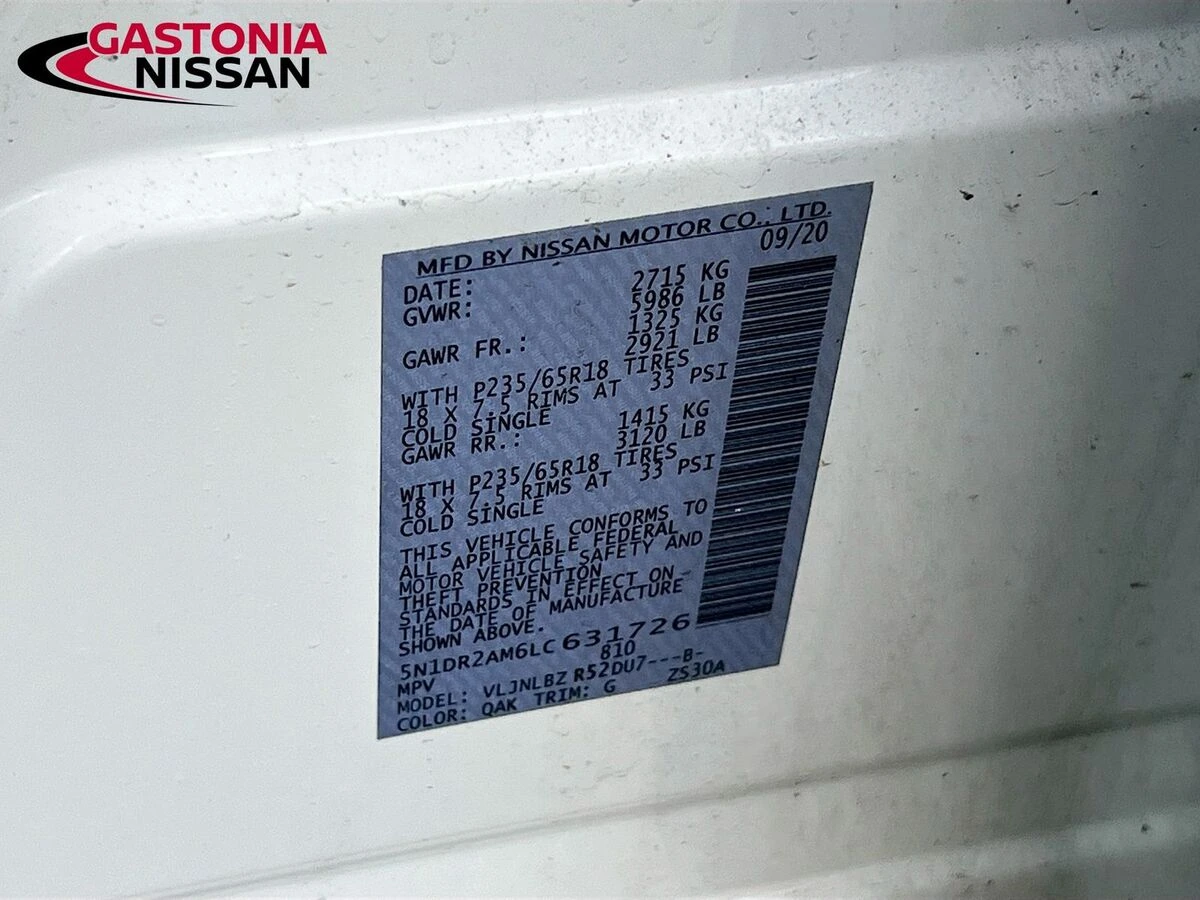 GASTONIA
NISSAN
MFD BY NISSAN MOTOR CO., LTD.
DATE: 09/20
GVWR: 2715 KG
5986 LB
GAWR FR.: 1325 KG
2921 LB
WITH P235/65R18 TIRES
18 X 7.5 RIMS AT 33 PSI
COLD SINGLE
GAWR RR.: 1415 KG
3120 LB
WITH P235/65R18 TIRES
18 X 7.5 RIMS AT 33 PSI
COLD SINGLE
THIS VEHICLE CONFORMS TO
ALL APPLICABLE FEDERAL
MOTOR VEHICLE SAFETY AND
THEFT PREVENTION
STANDARDS IN EFFECT ON
THE DATE OF MANUFACTURE
SHOWN ABOVE.
5N1DR2AM6LC631726
MPV 810
MODEL: VLJNLBZ R52DU7---B-
COLOR: QAK TRIM: G ZS30A